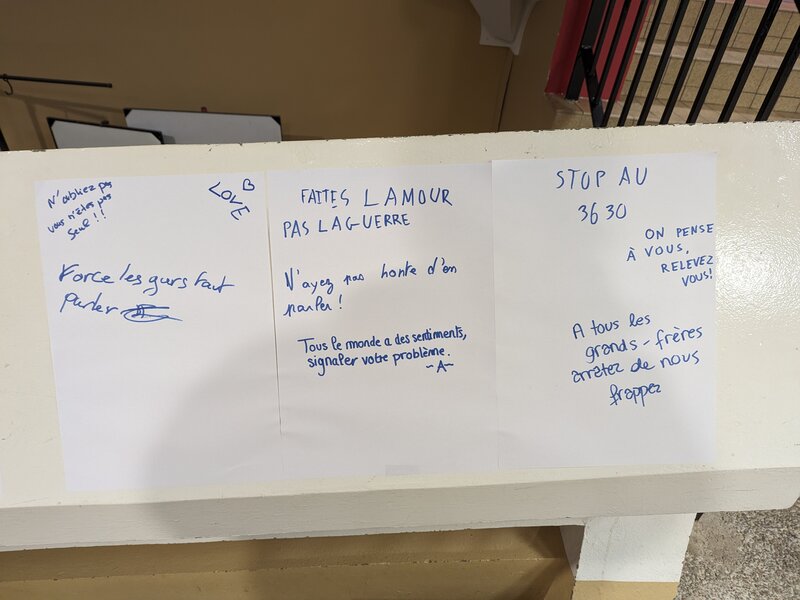 N'oubliez pas
vous n'êtes pas
seul !!
LOVE
Force les gars faut
parler
FAITES LAMOUR
PAS LAGUERRE
N'ayez pas honte d'en
parler !
Tous le monde a des sentiments,
signaler votre problème.
~A~
STOP AU
3630
ON PENSE
À VOUS,
RELEVEZ
VOUS!
A tous les
grands-frères
arretez de nous
frappez